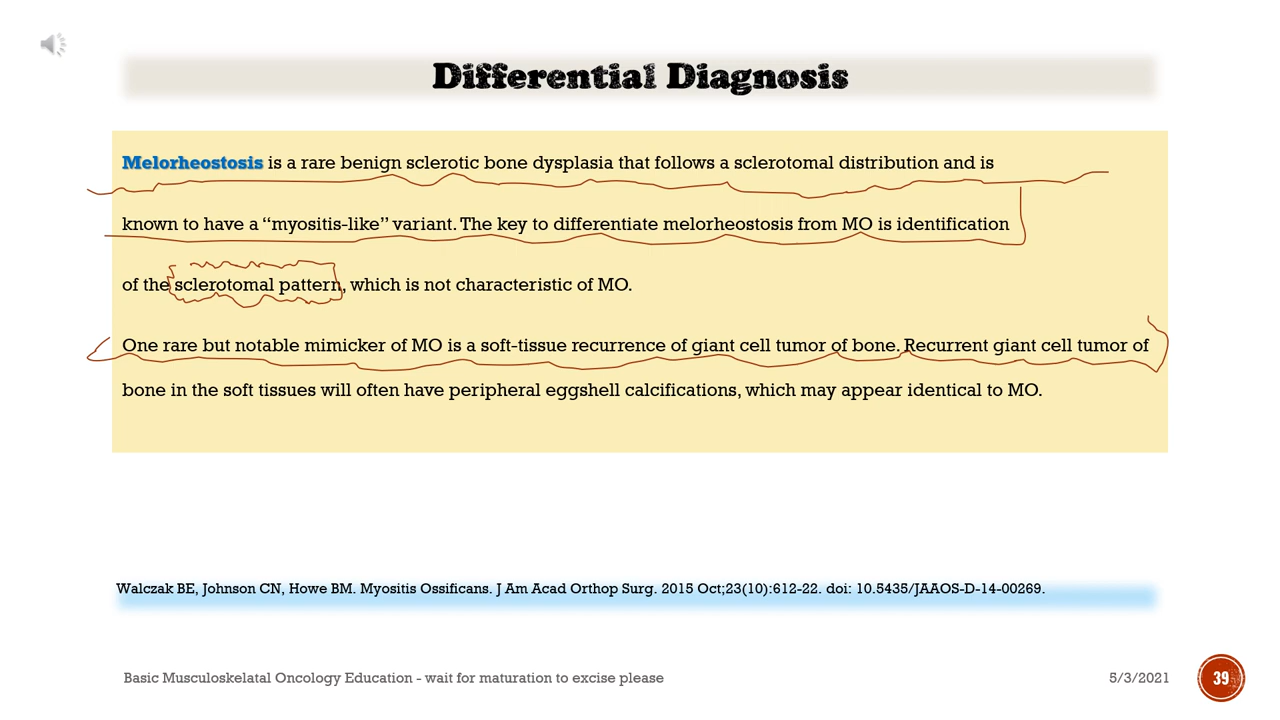 Differential Diagnosis
Melorheostosis is a rare benign sclerotic bone dysplasia that follows a sclerotomal distribution and is
known to have a “myositis-like” variant. The key to differentiate melorheostosis from MO is identification
of the sclerotomal pattern, which is not characteristic of MO.
One rare but notable mimicker of MO is a soft-tissue recurrence of giant cell tumor of bone. Recurrent giant cell tumor of
bone in the soft tissues will often have peripheral eggshell calcifications, which may appear identical to MO.
Walczak BE, Johnson CN, Howe BM. Myositis Ossificans. J Am Acad Orthop Surg. 2015 Oct;23(10):612-22. doi: 10.5435/JAAOS-D-14-00269.
Basic Musculoskelatal Oncology Education - wait for maturation to excise please
5/3/2021
39